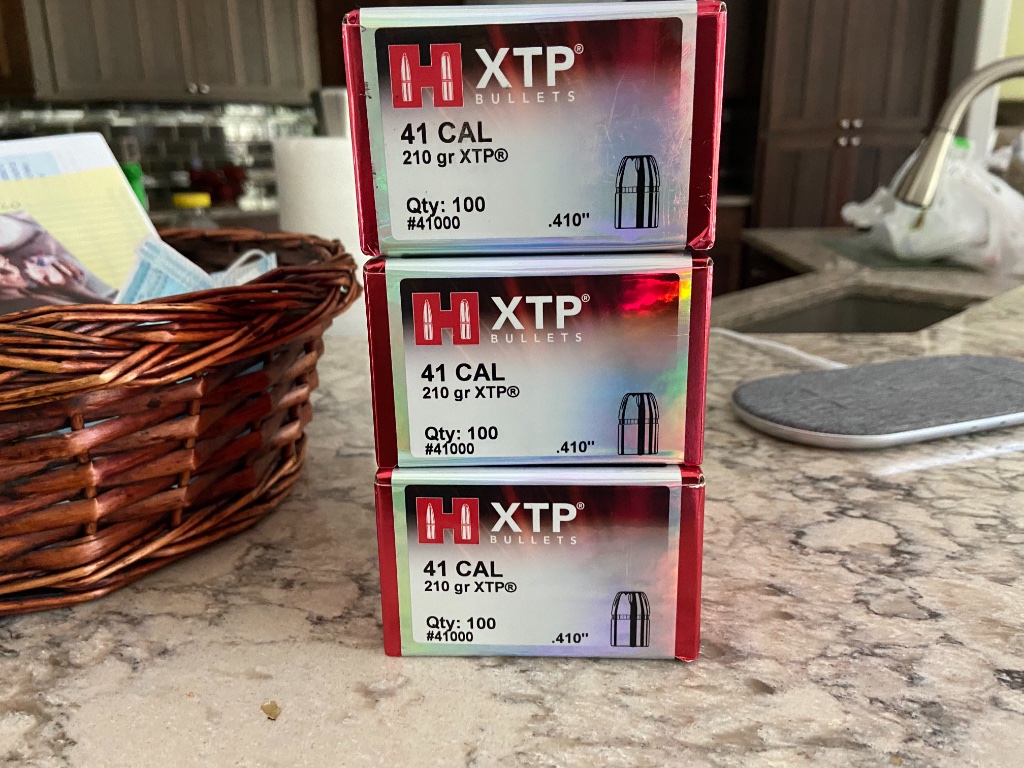 H XTP®
BULLETS
41 CAL
210 gr XTP®
Qty: 100
#41000 .410"
H XTP®
BULLETS
41 CAL
210 gr XTP®
Qty: 100
#41000 .410"
H XTP®
BULLETS
41 CAL
210 gr XTP®
Qty: 100
#41000 .410"